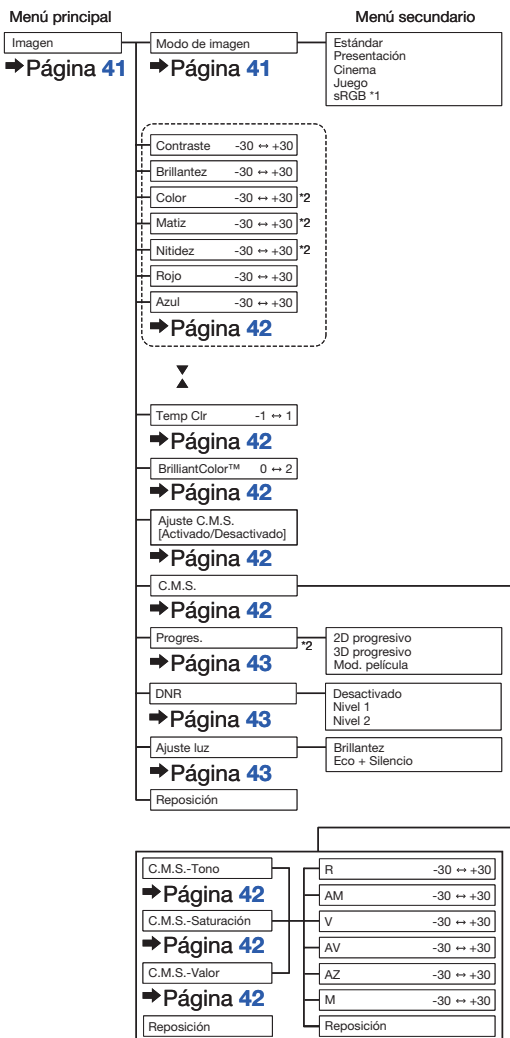 Menú principal
Menú secundario
Imagen
➡Página 41
Modo de imagen
➡Página 41
Estándar
Presentación
Cinema
Juego
sRGB *1
Contraste -30 ↔ +30
Brillantez -30 ↔ +30
Color -30 ↔ +30 *2
Matiz -30 ↔ +30 *2
Nitidez -30 ↔ +30 *2
Rojo -30 ↔ +30
Azul -30 ↔ +30
➡Página 42
Temp Clr -1 ↔ 1
➡Página 42
BrilliantColor™ 0 ↔ 2
➡Página 42
Ajuste C.M.S.
[Activado/Desactivado]
➡Página 42
C.M.S.
➡Página 42
Progres. *2
➡Página 43
2D progresivo
3D progresivo
Mod. película
DNR
➡Página 43
Desactivado
Nivel 1
Nivel 2
Ajuste luz
➡Página 43
Brillantez
Eco + Silencio
Reposición
C.M.S.-Tono
➡Página 42
C.M.S.-Saturación
➡Página 42
C.M.S.-Valor
➡Página 42
Reposición
R -30 ↔ +30
AM -30 ↔ +30
V -30 ↔ +30
AV -30 ↔ +30
AZ -30 ↔ +30
M -30 ↔ +30
Reposición